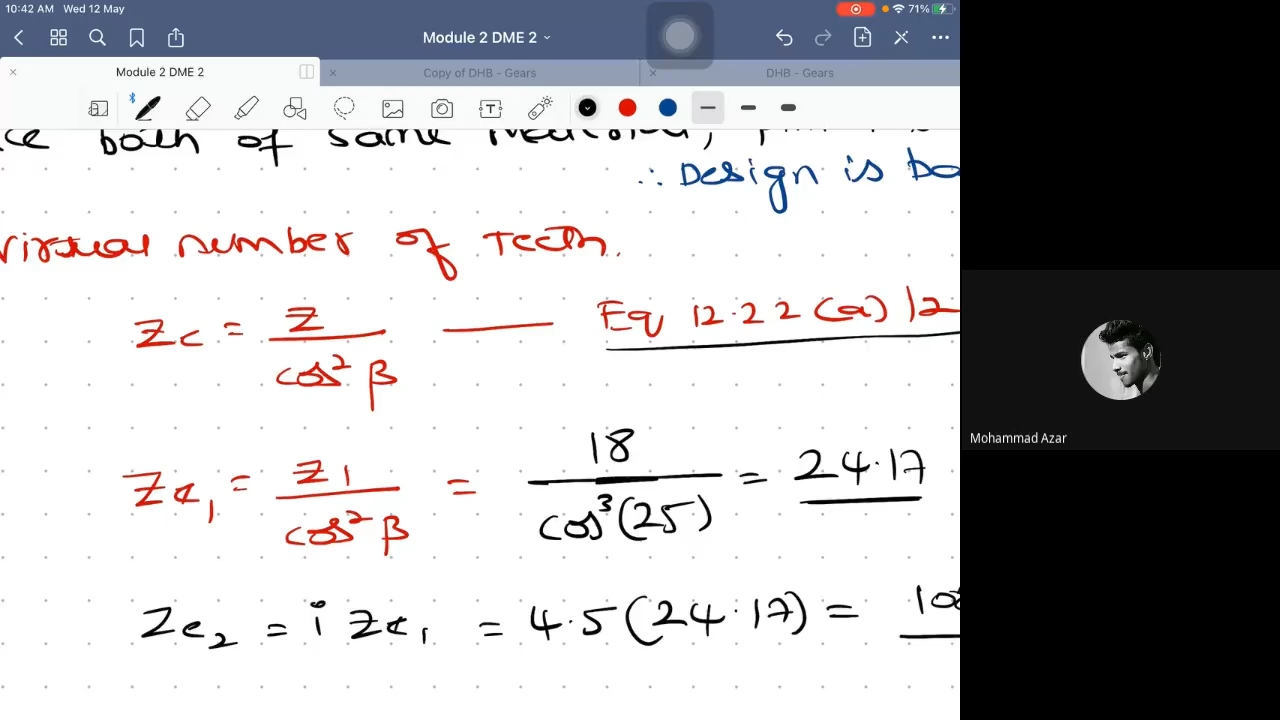 10:42 AM Wed 12 May
71%
Module 2 DME 2
Module 2 DME 2
Copy of DHB - Gears
DHB - Gears
both of same
∴ Design is
virtual number of Teeth.
Zc = Z / cos² β —— Eq 12.22 (a) 12
Ze₁ = Z₁ / cos² β = 18 / cos³(25) = 24.17
Ze₂ = i Ze₁ = 4.5(24.17) =
Mohammad Azar